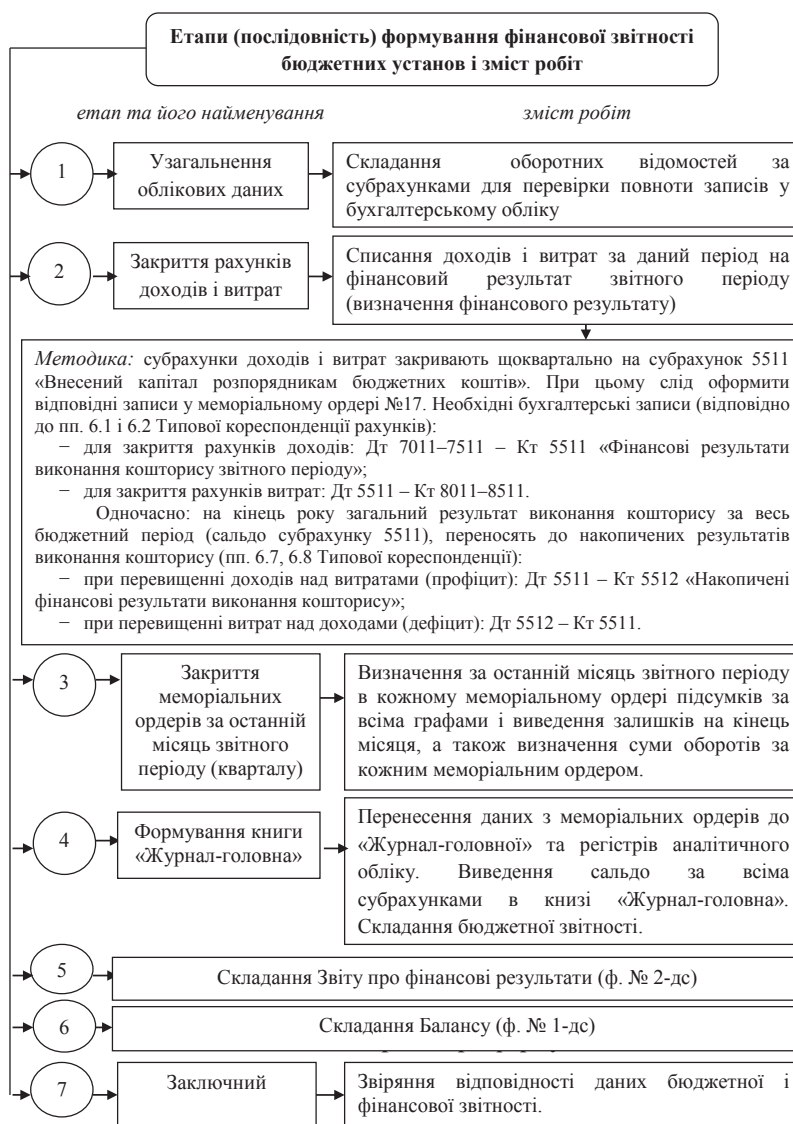 Етапи (послідовність) формування фінансової звітності
бюджетних установ і зміст робіт
етап та його найменування
зміст робіт
1
Узагальнення
облікових даних
Складання оборотних відомостей за
субрахунками для перевірки повноти записів у
бухгалтерському обліку
2
Закриття рахунків
доходів і витрат
Списання доходів і витрат за даний період на
фінансовий результат звітного періоду
(визначення фінансового результату)
Методика: субрахунки доходів і витрат закривають щоквартально на субрахунок 5511
«Внесений капітал розпорядникам бюджетних коштів». При цьому слід оформити
відповідні записи у меморіальному ордері №17. Необхідні бухгалтерські записи (відповідно
до пп. 6.1 і 6.2 Типової кореспонденції рахунків):
− для закриття рахунків доходів: Дт 7011–7511 – Кт 5511 «Фінансові результати
виконання кошторису звітного періоду»;
− для закриття рахунків витрат: Дт 5511 – Кт 8011–8511.
Одночасно: на кінець року загальний результат виконання кошторису за весь
бюджетний період (сальдо субрахунку 5511), переносять до накопичених результатів
виконання кошторису (пп. 6.7, 6.8 Типової кореспонденції):
− при перевищенні доходів над витратами (профіцит): Дт 5511 – Кт 5512 «Накопичені
фінансові результати виконання кошторису»;
− при перевищенні витрат над доходами (дефіцит): Дт 5512 – Кт 5511.
3
Закриття
меморіальних
ордерів за останній
місяць звітного
періоду (кварталу)
Визначення за останній місяць звітного періоду
в кожному меморіальному ордері підсумків за
всіма графами і виведення залишків на кінець
місяця, а також визначення суми оборотів за
кожним меморіальним ордером.
4
Формування книги
«Журнал-головна»
Перенесення даних з меморіальних ордерів до
«Журнал-головної» та регістрів аналітичного
обліку. Виведення сальдо за всіма
субрахунками в книзі «Журнал-головна».
Складання бюджетної звітності.
5
Складання Звіту про фінансові результати (ф. № 2-дс)
6
Складання Балансу (ф. № 1-дс)
7
Заключний
Звіряння відповідності даних бюджетної і
фінансової звітності.